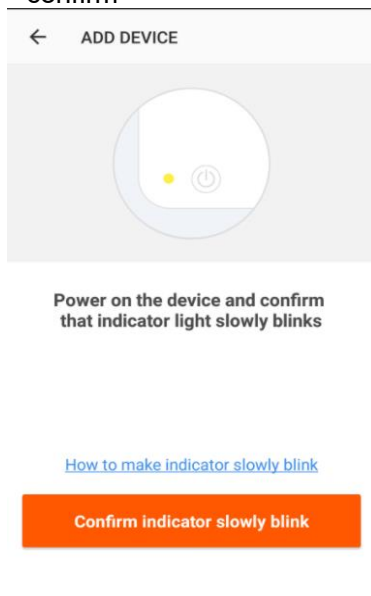 confirm
ADD DEVICE
Power on the device and confirm
that indicator light slowly blinks
How to make indicator slowly blink
Confirm indicator slowly blink